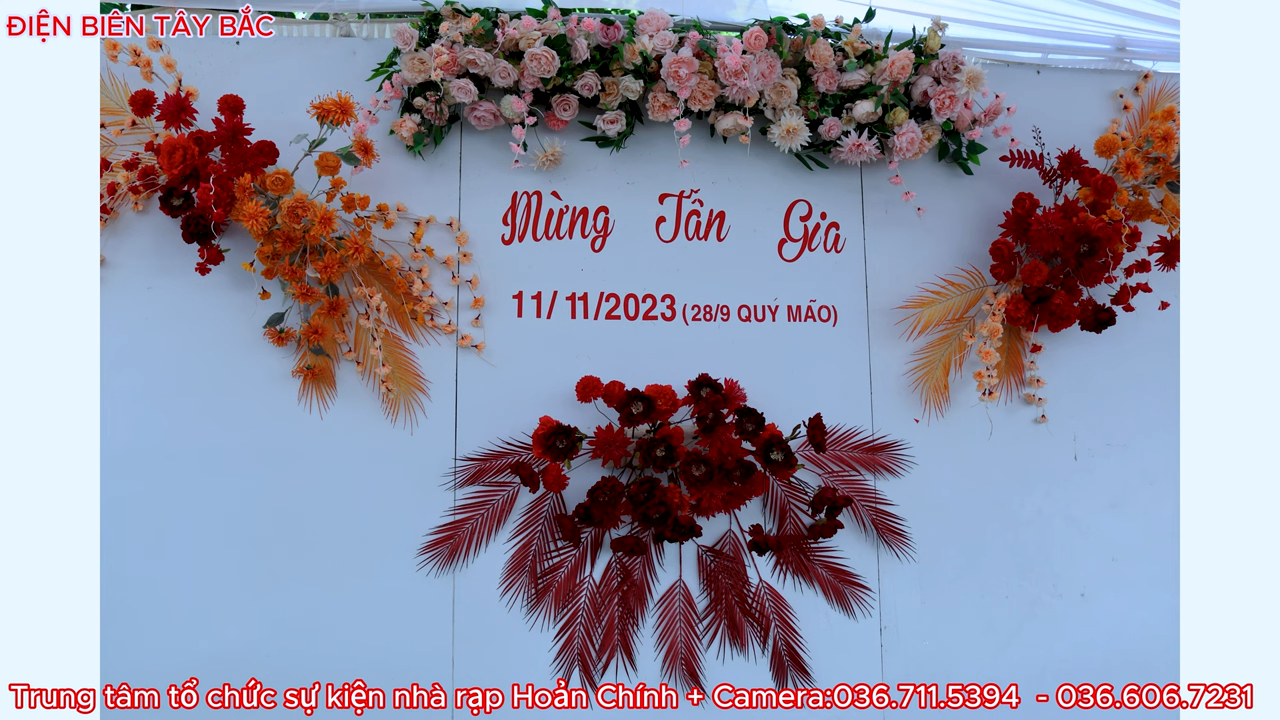 ĐIỆN BIÊN TÂY BẮC
Mừng Tân Gia
11/11/2023 (28/9 QUÝ MÃO)
Trung tâm tổ chức sự kiện nhà rạp Hoản Chính + Camera:036.711.5394 - 036.606.7231